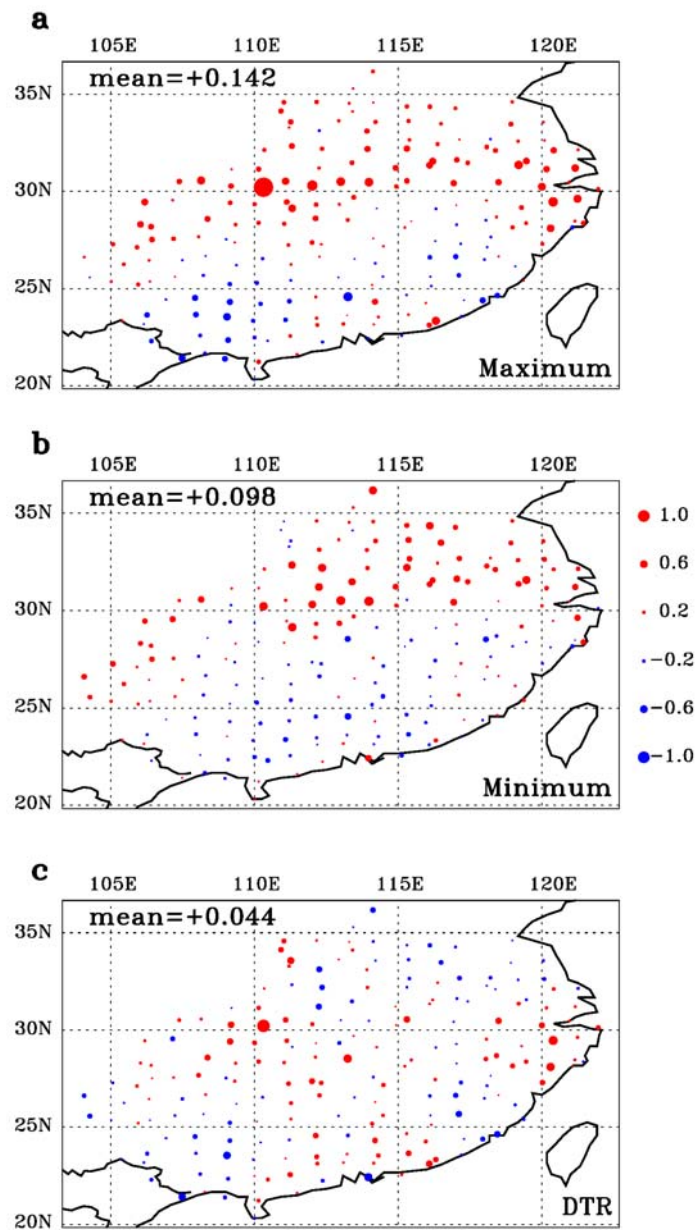 a
105E 110E 115E 120E
mean=+0.142
35N
30N
25N
20N
Maximum
b
105E 110E 115E 120E
mean=+0.098
35N
30N
25N
20N
Minimum
1.0
0.6
0.2
−0.2
−0.6
−1.0
c
105E 110E 115E 120E
mean=+0.044
35N
30N
25N
20N
DTR